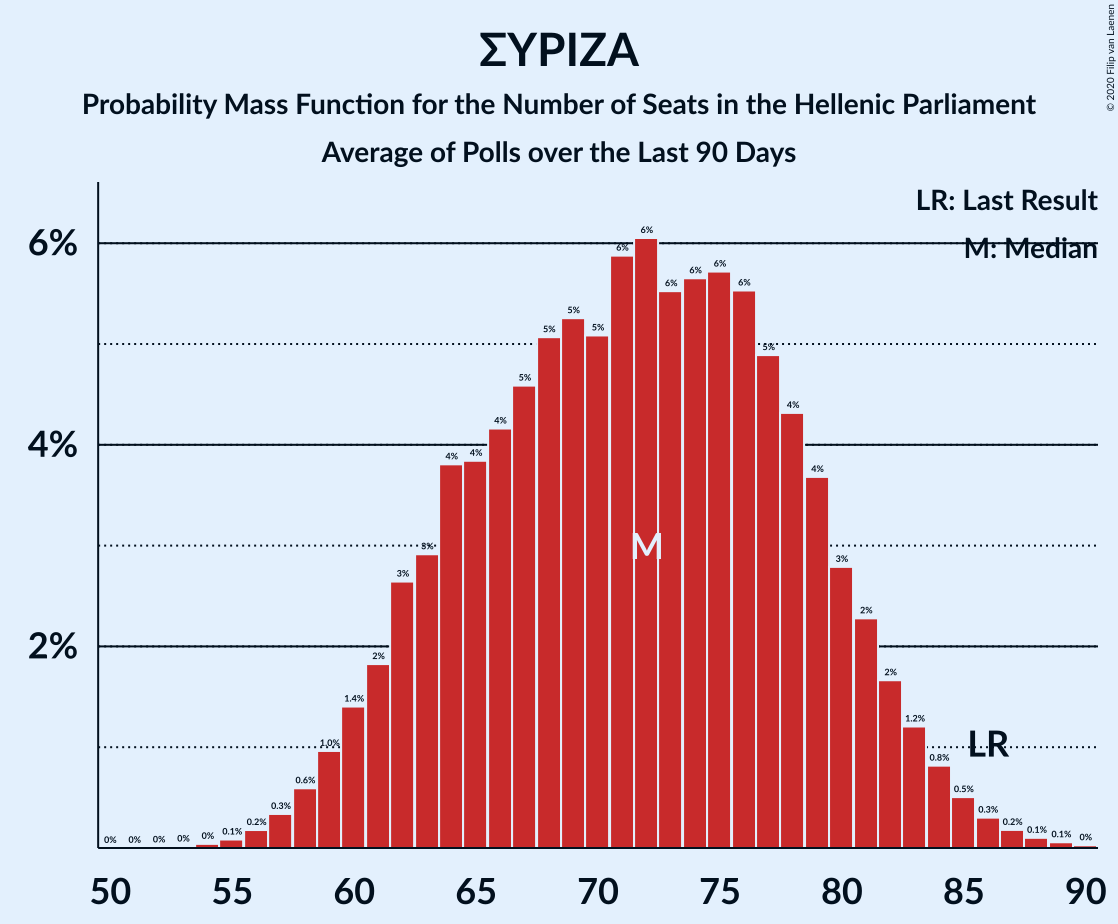 ΣΥΡΙΖΑ
Probability Mass Function for the Number of Seats in the Hellenic Parliament
Average of Polls over the Last 90 Days
© 2020 Filip van Laenen
LR: Last Result
M: Median
6%
4%
2%
0% 0% 0% 0% 0% 0.1% 0.2% 0.3% 0.6% 1.0% 1.4% 2% 3% 3% 4% 4% 4% 5% 5% 5% 5% 6% 6% 6% 6% 6% 6% 5% 4% 4% 3% 2% 2% 1.2% 0.8% 0.5% 0.3% 0.2% 0.1% 0.1% 0%
M
LR
50 55 60 65 70 75 80 85 90